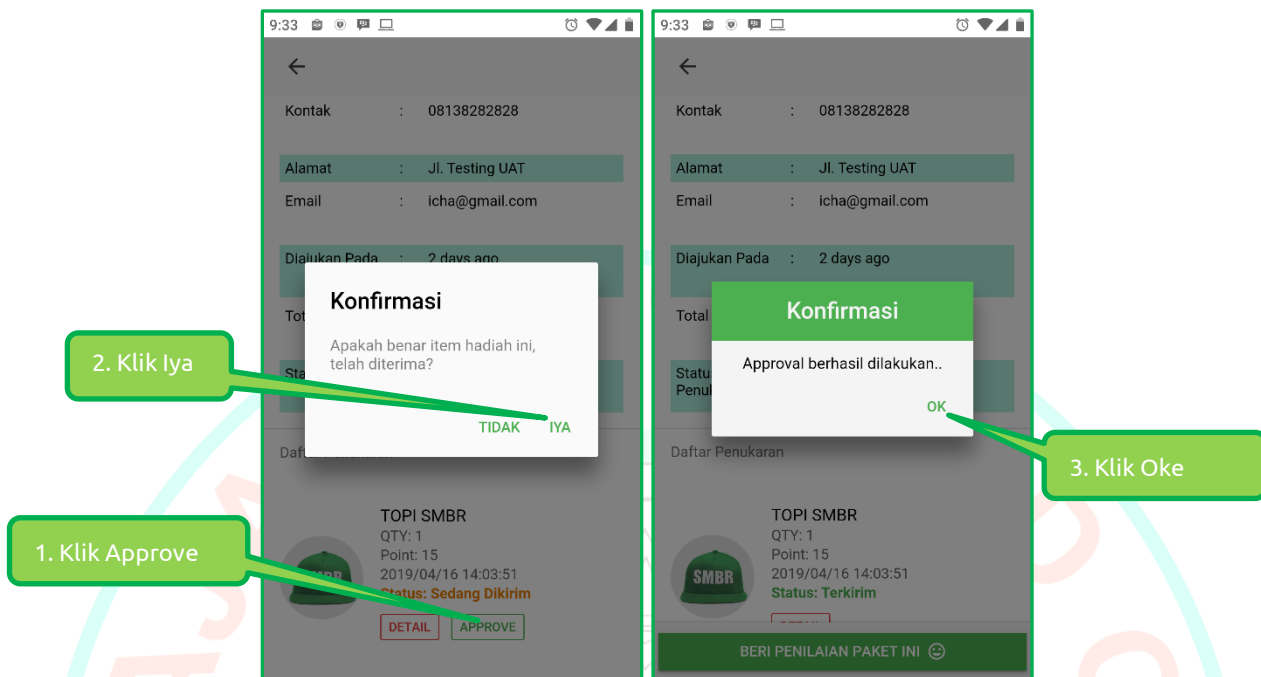 9:33
Kontak : 08138282828
Alamat : Jl. Testing UAT
Email : icha@gmail.com
Diajukan Pada : 2 days ago
Tot
Sta
Konfirmasi
Apakah benar item hadiah ini,
telah diterima?
TIDAK IYA
Daf
TOPI SMBR
QTY: 1
Point: 15
2019/04/16 14:03:51
Status: Sedang Dikirim
DETAIL APPROVE
2. Klik Iya
1. Klik Approve
9:33
Kontak : 08138282828
Alamat : Jl. Testing UAT
Email : icha@gmail.com
Diajukan Pada : 2 days ago
Total
Statu
Penu
Konfirmasi
Approval berhasil dilakukan..
OK
Daftar Penukaran
SMBR
TOPI SMBR
QTY: 1
Point: 15
2019/04/16 14:03:51
Status: Terkirim
BERI PENILAIAN PAKET INI
3. Klik Oke